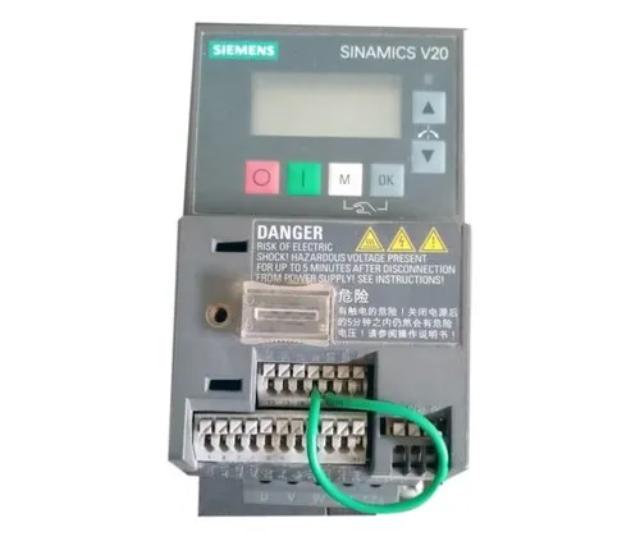 SIEMENS
SINAMICS V20
M
OK
DANGER
RISK OF ELECTRIC
SHOCK! HAZARDOUS VOLTAGE PRESENT
FOR UP TO 5 MINUTES AFTER DISCONNECTION
FROM POWER SUPPLY! SEE INSTRUCTIONS!
危险
有触电的危险！关闭电源后
的5分钟之内仍然会有危险
电压！请参阅操作说明书！
U V W